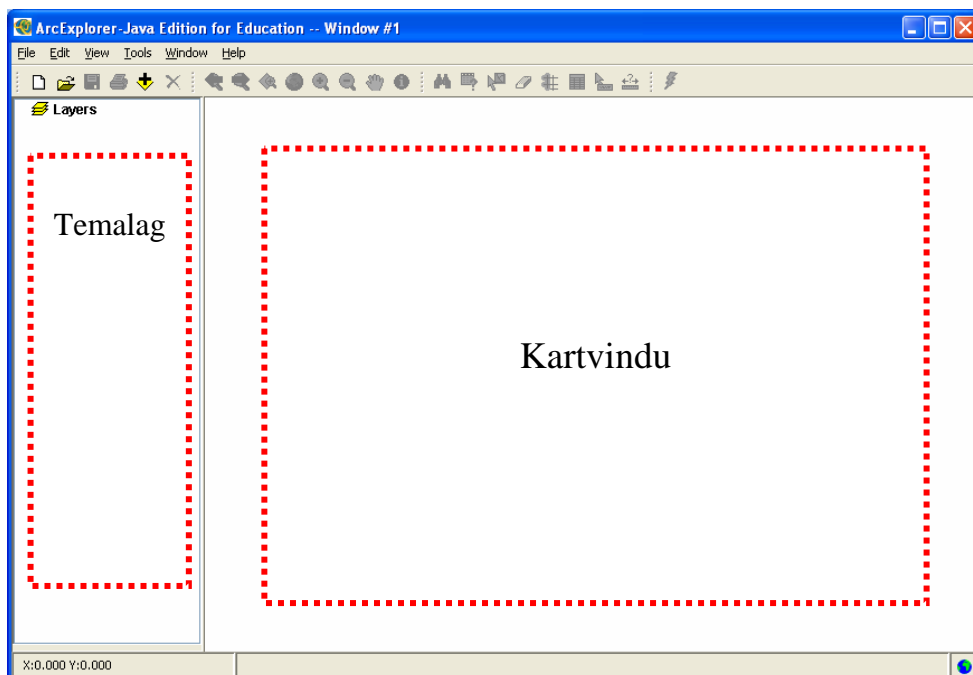 ArcExplorer-Java Edition for Education -- Window #1
File Edit View Tools Window Help
Layers
Temalag
Kartvindu
X:0.000 Y:0.000